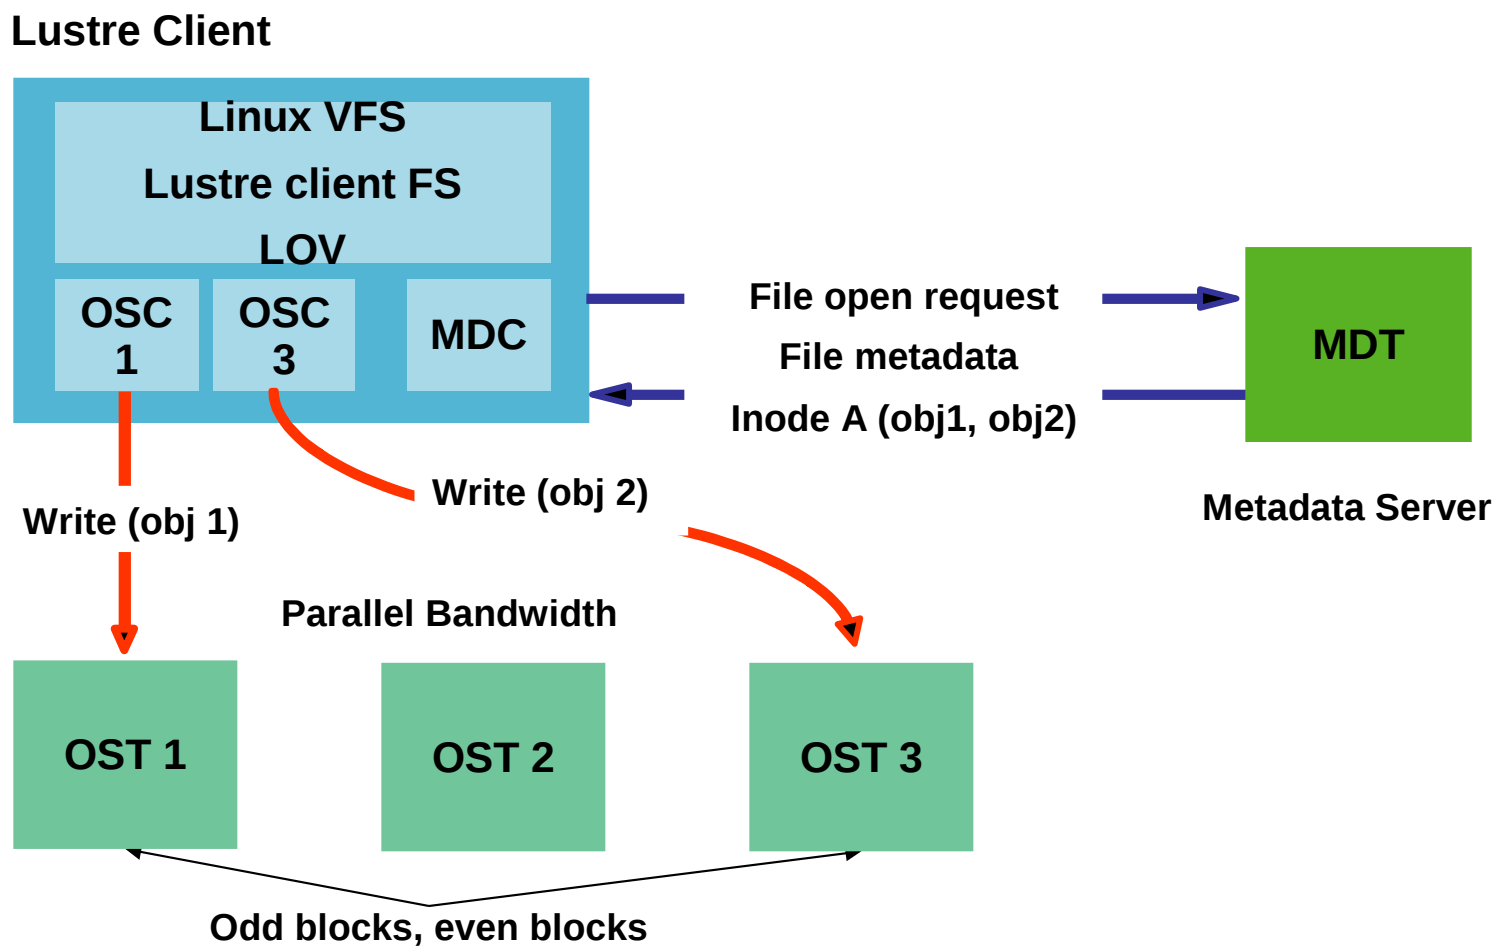 Lustre Client
Linux VFS
Lustre client FS
LOV
OSC
1
OSC
3
MDC
File open request
File metadata
Inode A (obj1, obj2)
MDT
Metadata Server
Write (obj 1)
Write (obj 2)
Parallel Bandwidth
OST 1
OST 2
OST 3
Odd blocks, even blocks